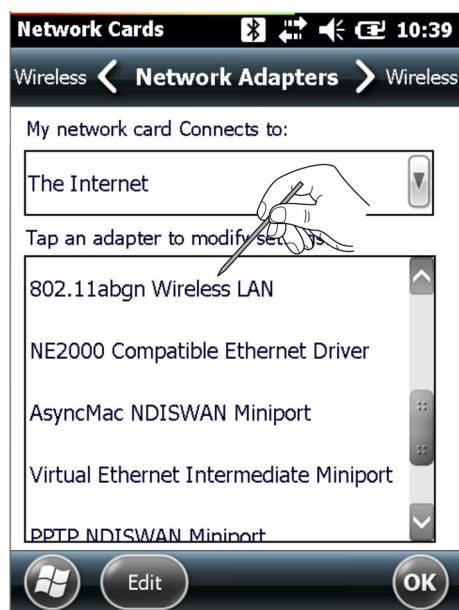 Network Cards 10:39
Wireless Network Adapters Wireless
My network card Connects to:
The Internet
Tap an adapter to modify settings.
802.11abgn Wireless LAN
NE2000 Compatible Ethernet Driver
AsyncMac NDISWAN Miniport
Virtual Ethernet Intermediate Miniport
PPTP NDISWAN Miniport
Edit OK